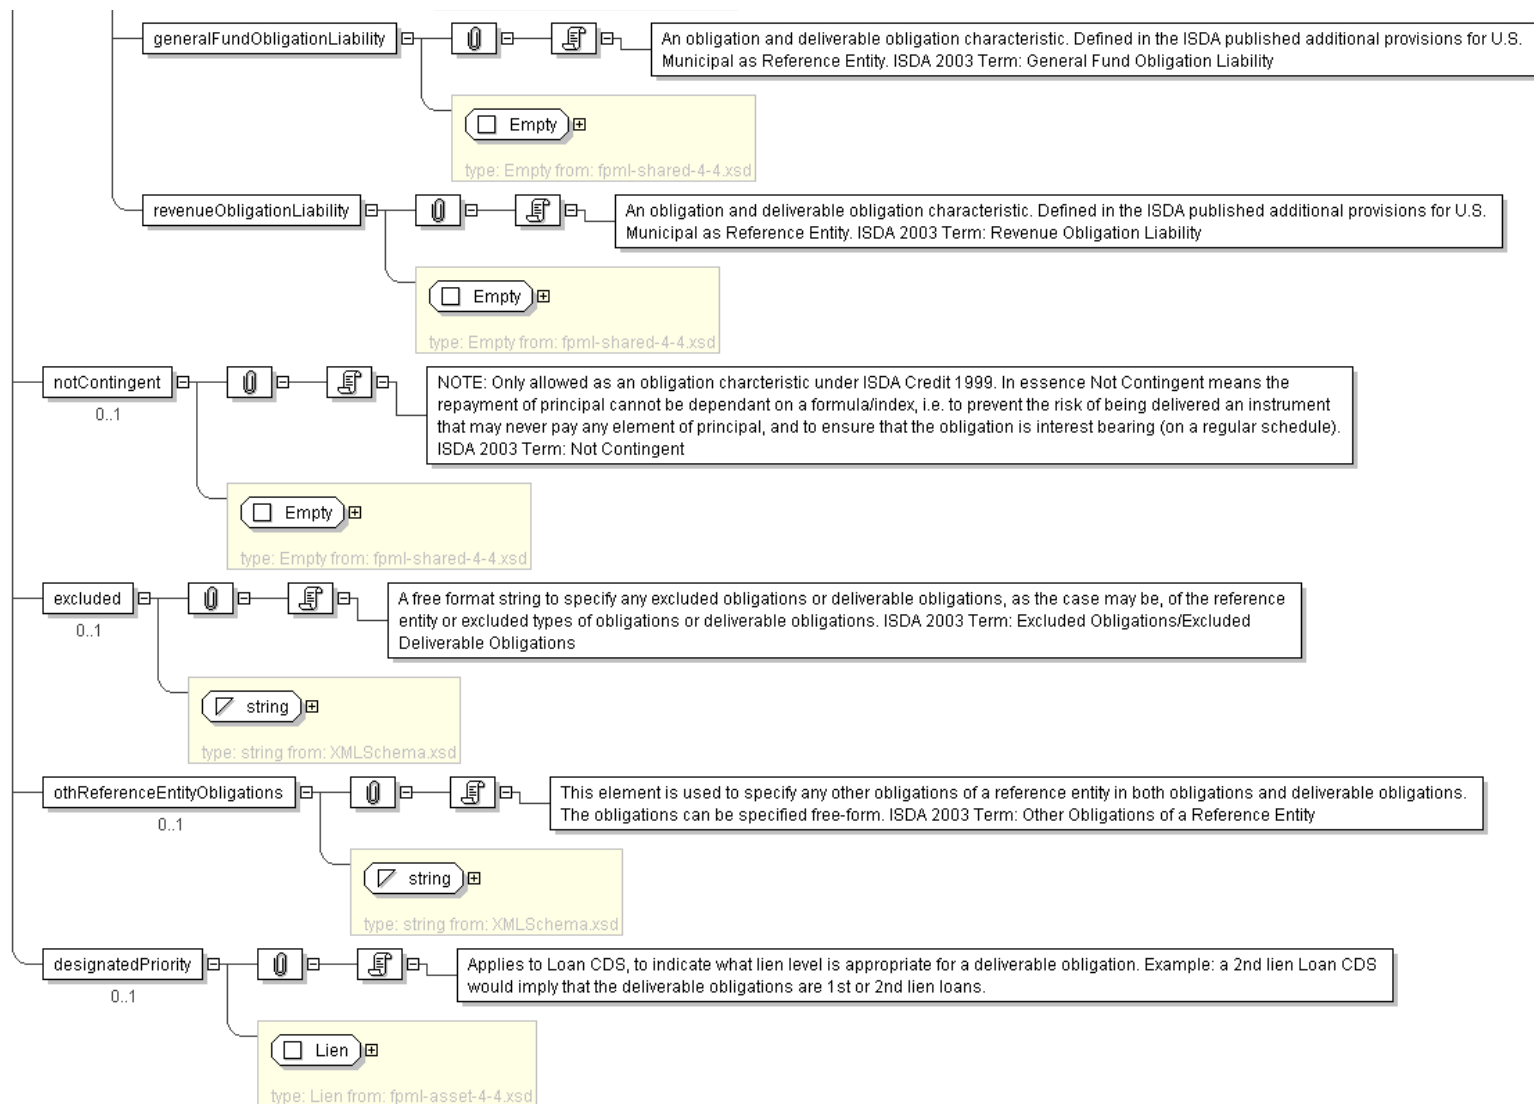 generalFundObligationLiability
An obligation and deliverable obligation characteristic. Defined in the ISDA published additional provisions for U.S.
Municipal as Reference Entity. ISDA 2003 Term: General Fund Obligation Liability
Empty
type: Empty from: fpml-shared-4-4.xsd
revenueObligationLiability
An obligation and deliverable obligation characteristic. Defined in the ISDA published additional provisions for U.S.
Municipal as Reference Entity. ISDA 2003 Term: Revenue Obligation Liability
Empty
type: Empty from: fpml-shared-4-4.xsd
notContingent
0..1
NOTE: Only allowed as an obligation charcteristic under ISDA Credit 1999. In essence Not Contingent means the
repayment of principal cannot be dependant on a formula/index, i.e. to prevent the risk of being delivered an instrument
that may never pay any element of principal, and to ensure that the obligation is interest bearing (on a regular schedule).
ISDA 2003 Term: Not Contingent
Empty
type: Empty from: fpml-shared-4-4.xsd
excluded
0..1
A free format string to specify any excluded obligations or deliverable obligations, as the case may be, of the reference
entity or excluded types of obligations or deliverable obligations. ISDA 2003 Term: Excluded Obligations/Excluded
Deliverable Obligations
string
type: string from: XMLSchema.xsd
othReferenceEntityObligations
0..1
This element is used to specify any other obligations of a reference entity in both obligations and deliverable obligations.
The obligations can be specified free-form. ISDA 2003 Term: Other Obligations of a Reference Entity
string
type: string from: XMLSchema.xsd
designatedPriority
0..1
Applies to Loan CDS, to indicate what lien level is appropriate for a deliverable obligation. Example: a 2nd lien Loan CDS
would imply that the deliverable obligations are 1st or 2nd lien loans.
Lien
type: Lien from: fpml-asset-4-4.xsd